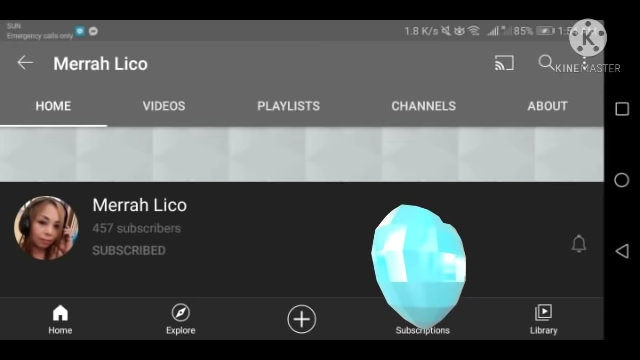 SUN
Emergency calls only
1.8 K/s
85%
KINEMASTER
Merrah Lico
HOME
VIDEOS
PLAYLISTS
CHANNELS
ABOUT
Merrah Lico
457 subscribers
SUBSCRIBED
Home
Explore
Subscriptions
Library